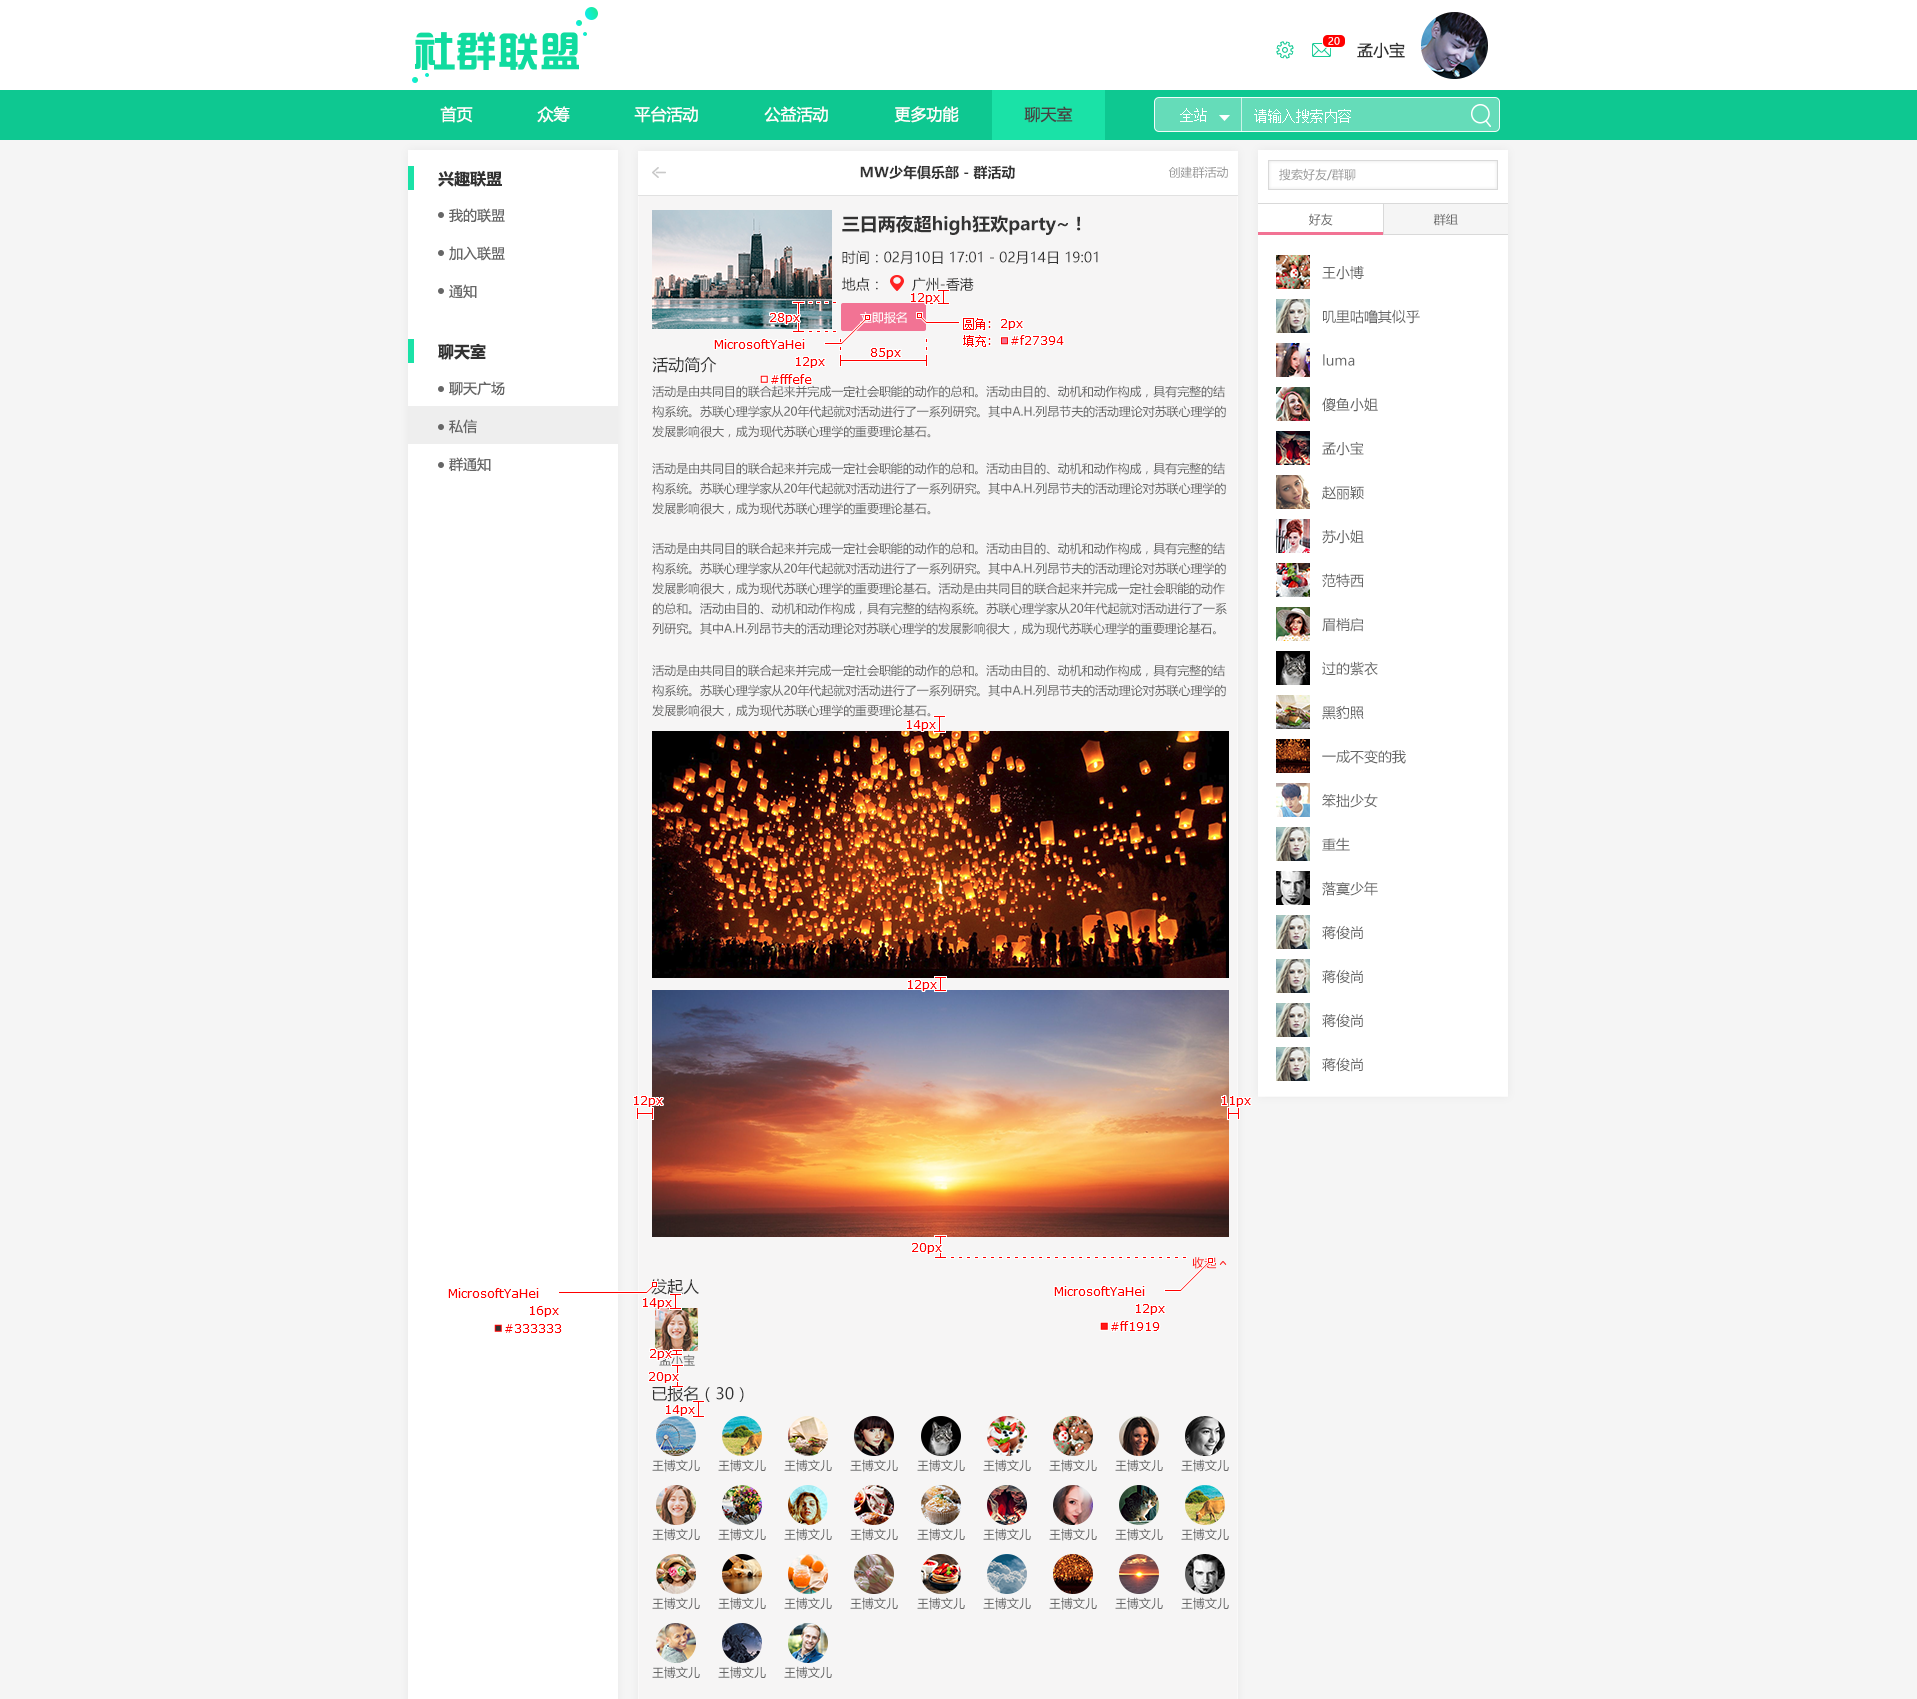 社群联盟
20
孟小宝
首页 众筹 平台活动 公益活动 更多功能 聊天室
全站 请输入搜索内容
兴趣联盟
我的联盟
加入联盟
通知
聊天室
聊天广场
私信
群通知
MW少年俱乐部 - 群活动
创建群活动
三日两夜超high狂欢party~！
时间：02月10日 17:01 - 02月14日 19:01
地点： 广州-香港
12px
28px
立即报名
圆角： 2px
填充： #f27394
MicrosoftYaHei
12px
#fffefe
85px
活动简介
活动是由共同目的联合起来并完成一定社会职能的动作的总和。活动由目的、动机和动作构成，具有完整的结
构系统。苏联心理学家从20年代起就对活动进行了一系列研究。其中A.H.列昂节夫的活动理论对苏联心理学的
发展影响很大，成为现代苏联心理学的重要理论基石。
活动是由共同目的联合起来并完成一定社会职能的动作的总和。活动由目的、动机和动作构成，具有完整的结
构系统。苏联心理学家从20年代起就对活动进行了一系列研究。其中A.H.列昂节夫的活动理论对苏联心理学的
发展影响很大，成为现代苏联心理学的重要理论基石。
活动是由共同目的联合起来并完成一定社会职能的动作的总和。活动由目的、动机和动作构成，具有完整的结
构系统。苏联心理学家从20年代起就对活动进行了一系列研究。其中A.H.列昂节夫的活动理论对苏联心理学的
发展影响很大，成为现代苏联心理学的重要理论基石。活动是由共同目的联合起来并完成一定社会职能的动作
的总和。活动由目的、动机和动作构成，具有完整的结构系统。苏联心理学家从20年代起就对活动进行了一系
列研究。其中A.H.列昂节夫的活动理论对苏联心理学的发展影响很大，成为现代苏联心理学的重要理论基石。
活动是由共同目的联合起来并完成一定社会职能的动作的总和。活动由目的、动机和动作构成，具有完整的结
构系统。苏联心理学家从20年代起就对活动进行了一系列研究。其中A.H.列昂节夫的活动理论对苏联心理学的
发展影响很大，成为现代苏联心理学的重要理论基石。
14px
12px
12px
11px
20px
收起
MicrosoftYaHei
12px
#ff1919
发起人
MicrosoftYaHei
16px
#333333
14px
2px
孟小宝
20px
已报名（30）
14px
王博文儿 王博文儿 王博文儿 王博文儿 王博文儿 王博文儿 王博文儿 王博文儿 王博文儿
王博文儿 王博文儿 王博文儿 王博文儿 王博文儿 王博文儿 王博文儿 王博文儿 王博文儿
王博文儿 王博文儿 王博文儿 王博文儿 王博文儿 王博文儿 王博文儿 王博文儿 王博文儿
王博文儿 王博文儿 王博文儿
搜索好友/群聊
好友 群组
王小博
叽里咕噜其似乎
luma
傻鱼小姐
孟小宝
赵丽颖
苏小姐
范特西
眉梢启
过的紫衣
黑豹照
一成不变的我
笨拙少女
重生
落寞少年
蒋俊尚
蒋俊尚
蒋俊尚
蒋俊尚